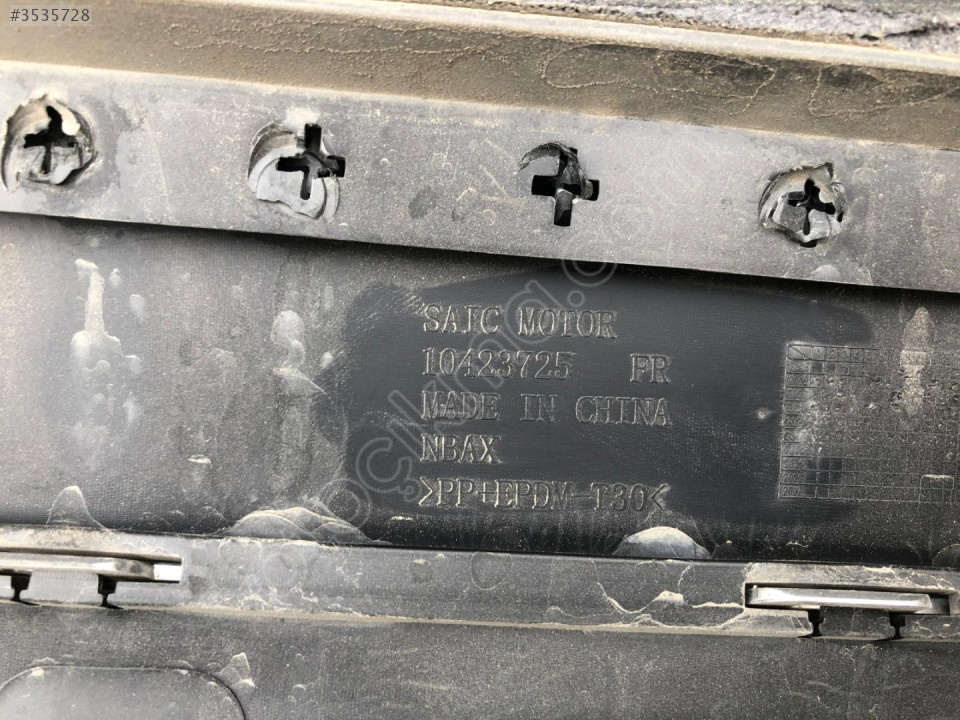 #3535728
SAIC MOTOR
10423725 FR
MADE IN CHINA
NBAX
>PP+EPDM-T30<